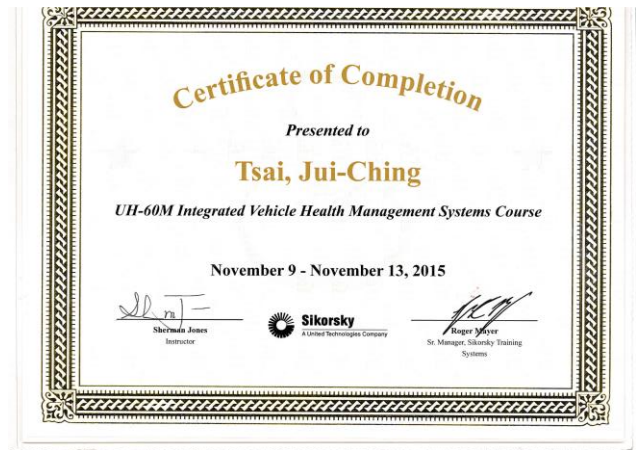 Certificate of Completion
Presented to
Tsai, Jui-Ching
UH-60M Integrated Vehicle Health Management Systems Course
November 9 - November 13, 2015
Sherman Jones
Instructor
Sikorsky
A United Technologies Company
Roger Mayer
Sr. Manager, Sikorsky Training
Systems